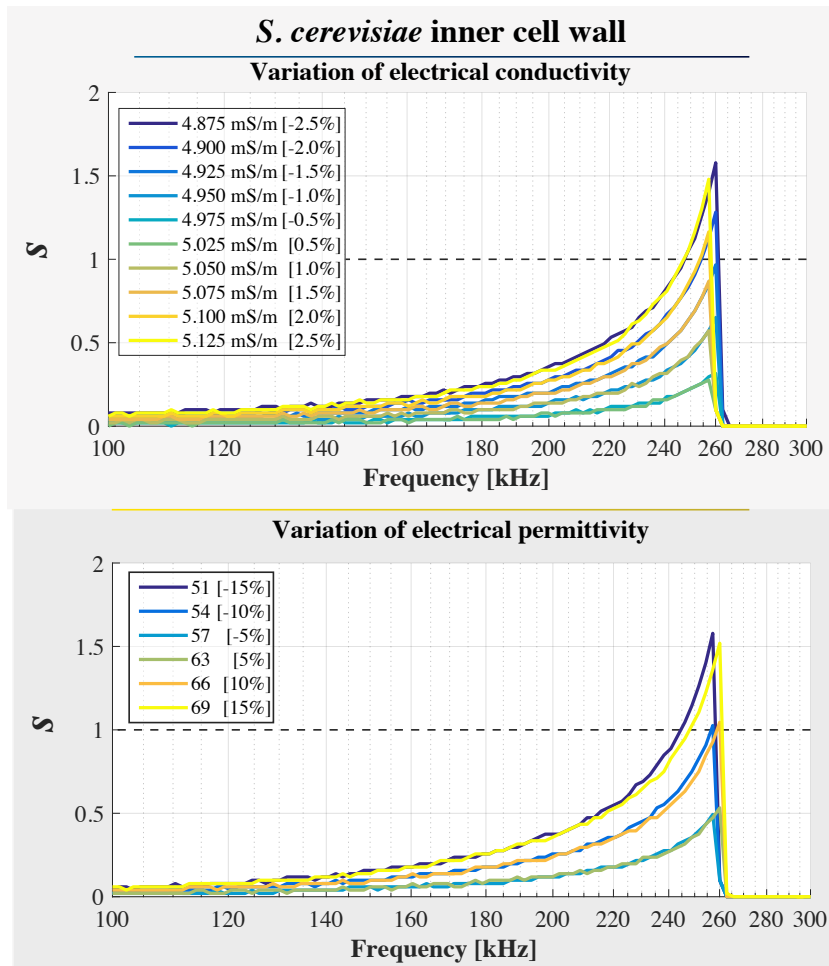 S. cerevisiae inner cell wall
Variation of electrical conductivity
2
1.5
1
0.5
0
S
4.875 mS/m [-2.5%]
4.900 mS/m [-2.0%]
4.925 mS/m [-1.5%]
4.950 mS/m [-1.0%]
4.975 mS/m [-0.5%]
5.025 mS/m [0.5%]
5.050 mS/m [1.0%]
5.075 mS/m [1.5%]
5.100 mS/m [2.0%]
5.125 mS/m [2.5%]
100 120 140 160 180 200 220 240 260 280 300
Frequency [kHz]
Variation of electrical permittivity
2
1.5
1
0.5
0
S
51 [-15%]
54 [-10%]
57 [-5%]
63 [5%]
66 [10%]
69 [15%]
100 120 140 160 180 200 220 240 260 280 300
Frequency [kHz]